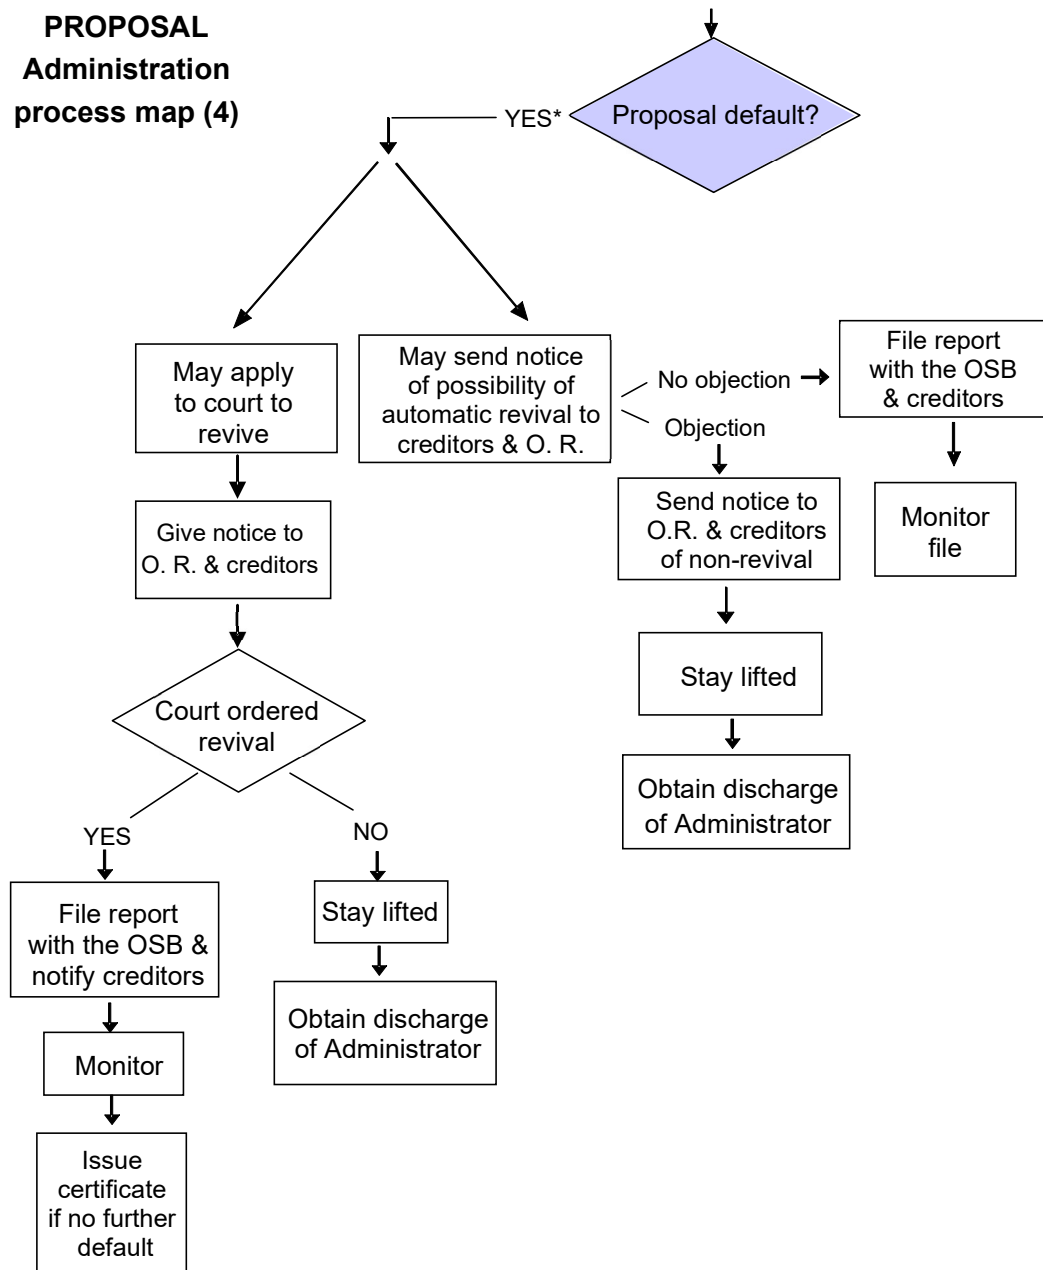 PROPOSAL
Administration
process map (4)
Proposal default?
YES*
May apply
to court to
revive
May send notice
of possibility of
automatic revival to
creditors & O. R.
No objection
Objection
File report
with the OSB
& creditors
Monitor
file
Send notice to
O.R. & creditors
of non-revival
Stay lifted
Obtain discharge
of Administrator
Give notice to
O. R. & creditors
Court ordered
revival
YES
NO
File report
with the OSB &
notify creditors
Monitor
Issue
certificate
if no further
default
Stay lifted
Obtain discharge
of Administrator